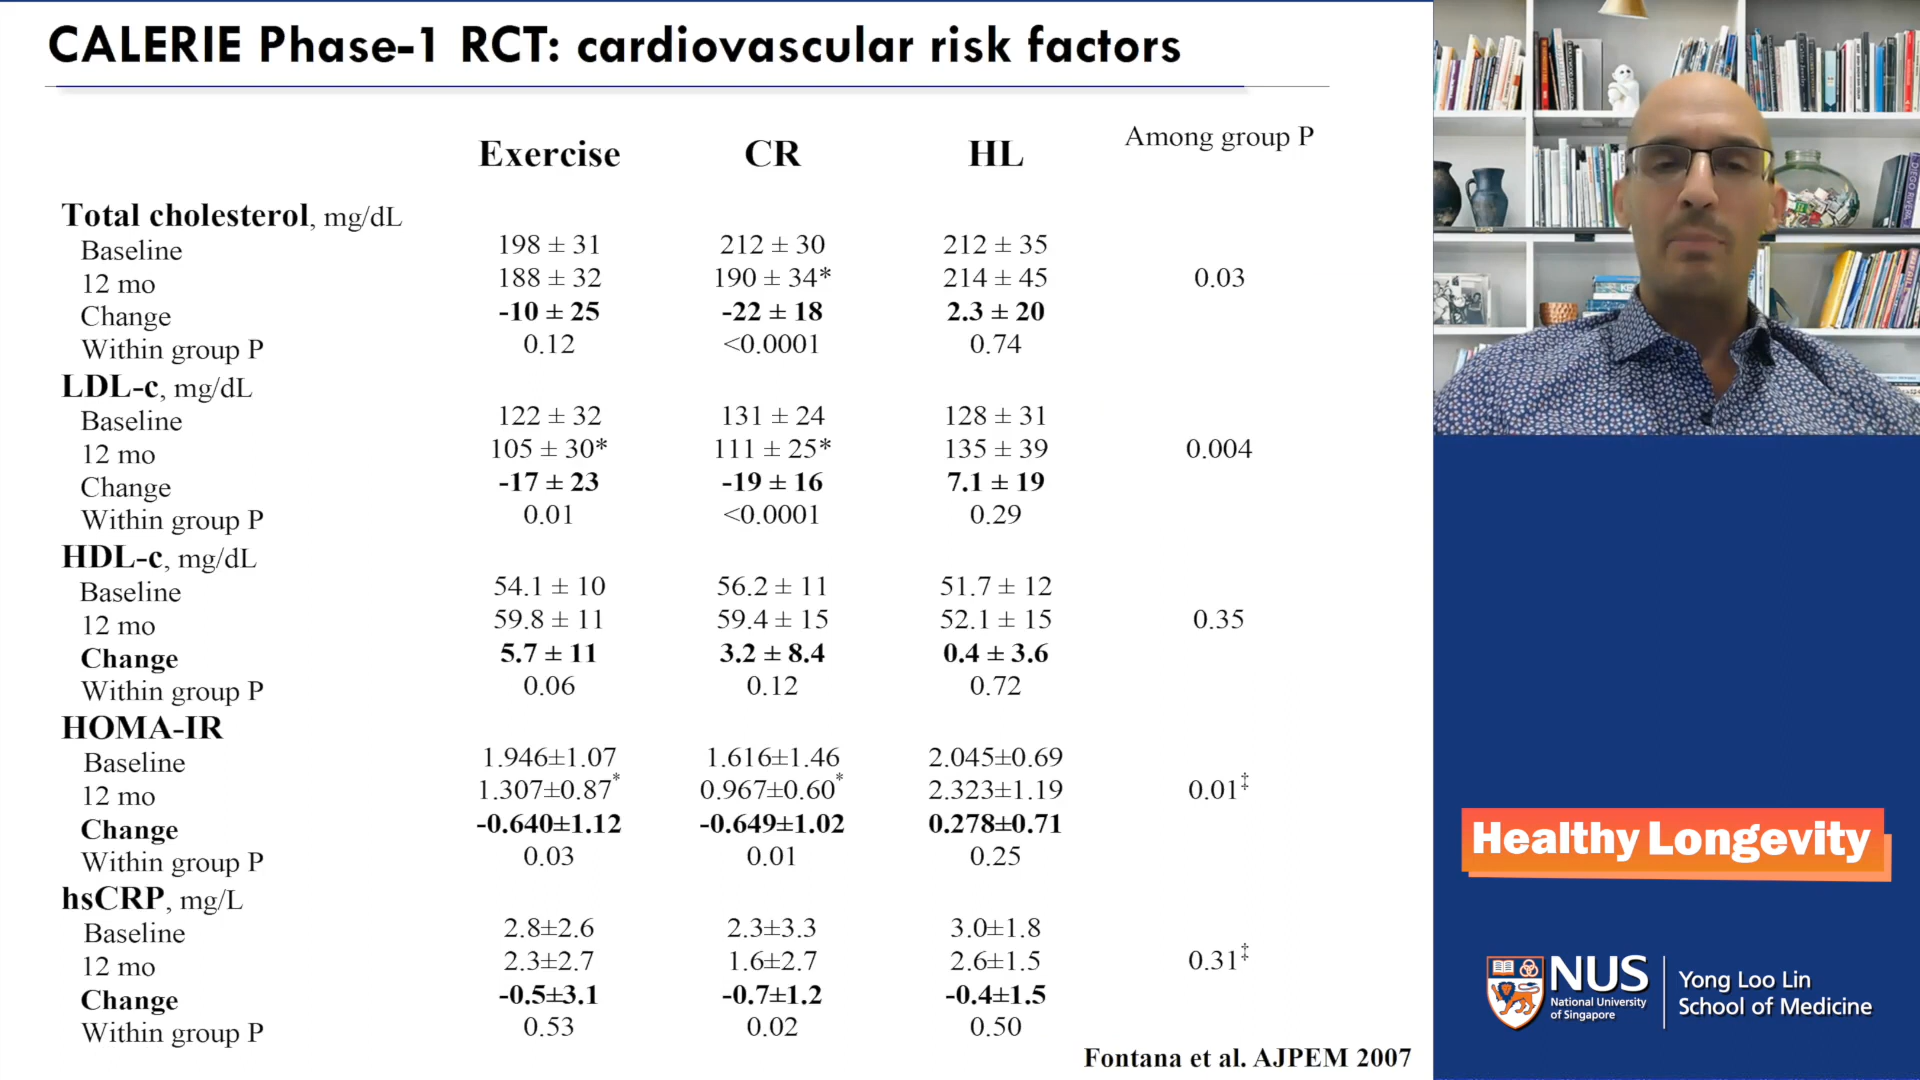 CALERIE Phase-1 RCT: cardiovascular risk factors
Exercise CR HL Among group P
Total cholesterol, mg/dL
Baseline 198 ± 31 212 ± 30 212 ± 35
12 mo 188 ± 32 190 ± 34* 214 ± 45 0.03
Change -10 ± 25 -22 ± 18 2.3 ± 20
Within group P 0.12 <0.0001 0.74
LDL-c, mg/dL
Baseline 122 ± 32 131 ± 24 128 ± 31
12 mo 105 ± 30* 111 ± 25* 135 ± 39 0.004
Change -17 ± 23 -19 ± 16 7.1 ± 19
Within group P 0.01 <0.0001 0.29
HDL-c, mg/dL
Baseline 54.1 ± 10 56.2 ± 11 51.7 ± 12
12 mo 59.8 ± 11 59.4 ± 15 52.1 ± 15 0.35
Change 5.7 ± 11 3.2 ± 8.4 0.4 ± 3.6
Within group P 0.06 0.12 0.72
HOMA-IR
Baseline 1.946±1.07 1.616±1.46 2.045±0.69
12 mo 1.307±0.87* 0.967±0.60* 2.323±1.19 0.01‡
Change -0.640±1.12 -0.649±1.02 0.278±0.71
Within group P 0.03 0.01 0.25
hsCRP, mg/L
Baseline 2.8±2.6 2.3±3.3 3.0±1.8
12 mo 2.3±2.7 1.6±2.7 2.6±1.5 0.31‡
Change -0.5±3.1 -0.7±1.2 -0.4±1.5
Within group P 0.53 0.02 0.50
Fontana et al. AJPEM 2007
DIEGO RIVERA
Healthy Longevity
NUS
National University
of Singapore
Yong Loo Lin
School of Medicine